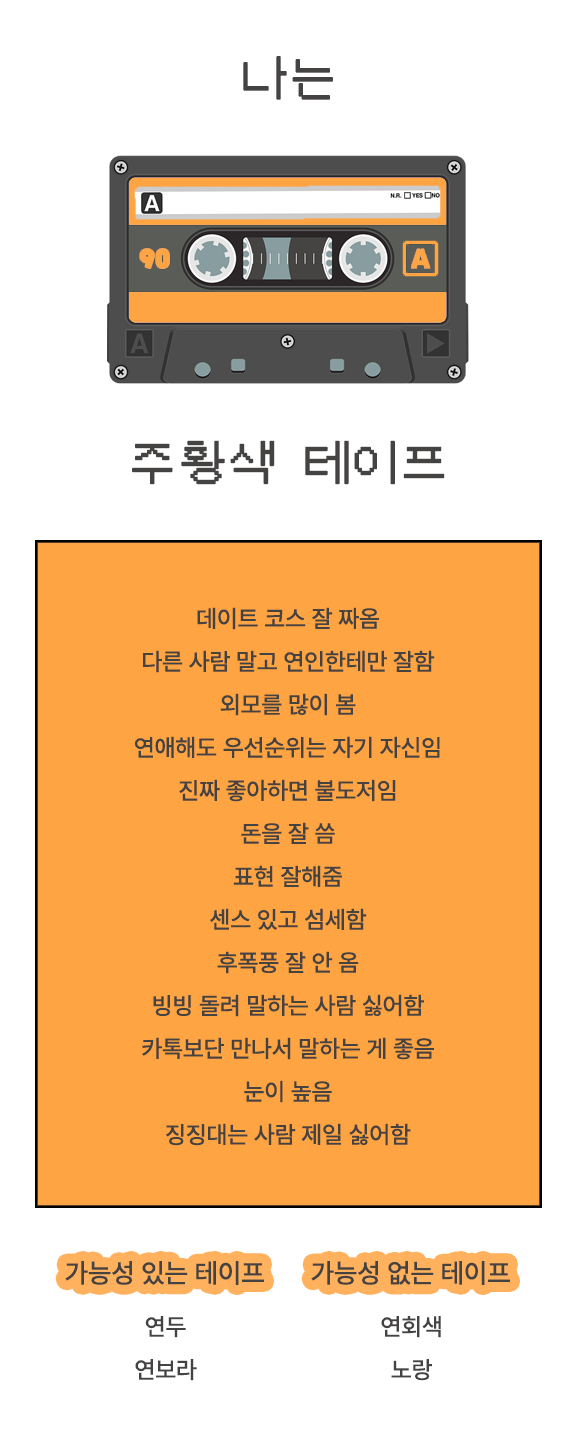 나는
A
N.R. YES NO
90
A
A
주황색 테이프
데이트 코스 잘 짜옴
다른 사람 말고 연인한테만 잘함
외모를 많이 봄
연애해도 우선순위는 자기 자신임
진짜 좋아하면 불도저임
돈을 잘 씀
표현 잘해줌
센스 있고 섬세함
후폭풍 잘 안 옴
빙빙 돌려 말하는 사람 싫어함
카톡보단 만나서 말하는 게 좋음
눈이 높음
징징대는 사람 제일 싫어함
가능성 있는 테이프
연두
연보라
가능성 없는 테이프
연회색
노랑